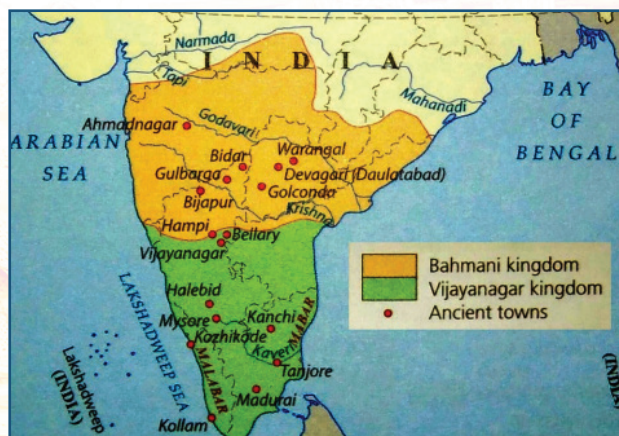 Narmada
INDIA
Tapi
Mahanadi
BAY
OF
BENGAL
ARABIAN
SEA
Ahmadnagar
Godavari
Warangal
Bidar
Devagari (Daulatabad)
Gulbarga
Golconda
Bijapur
Krishna
Hampi
Bellary
Vijayanagar
Bahmani kingdom
Vijayanagar kingdom
Ancient towns
LAKSHADWEEP SEA
Halebid
Kanchi
MABAR
Mysore
Kozhikode
Kaveri
Lakshadweep
(INDIA)
MALABAR
Tanjore
Madurai
Kollam
(INDIA)